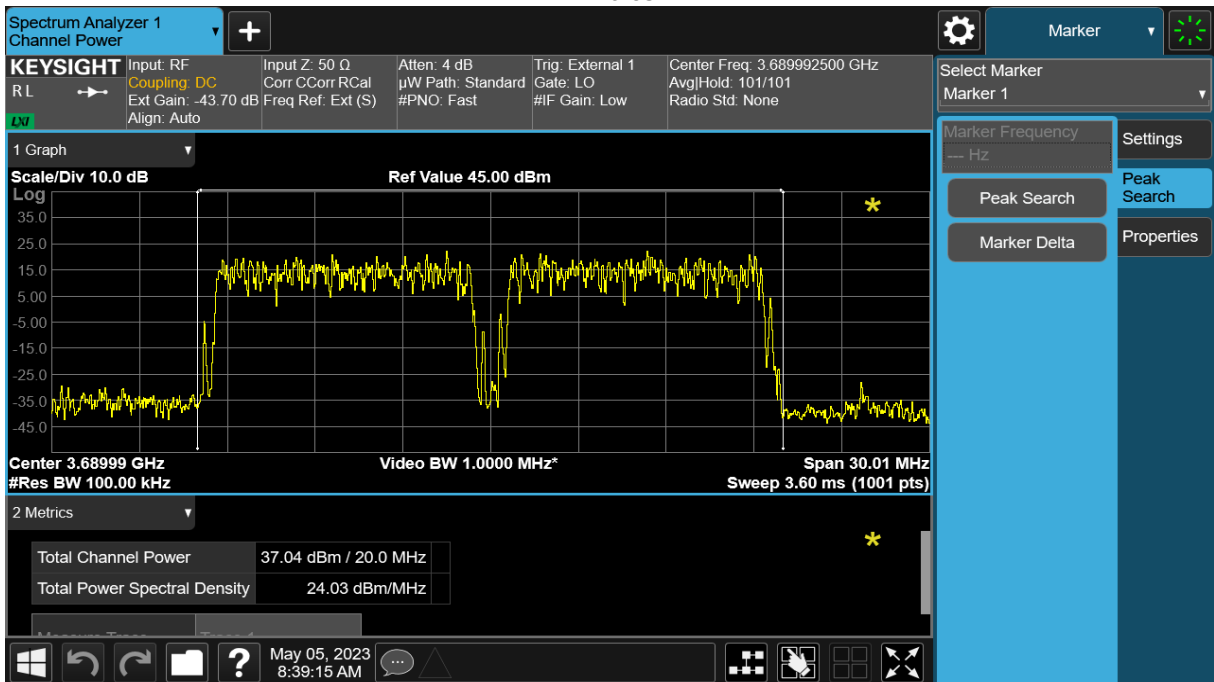 Spectrum Analyzer 1
Channel Power
+
Marker
KEYSIGHT
R L
LXI
Input: RF
Coupling: DC
Ext Gain: -43.70 dB
Align: Auto
Input Z: 50 Ω
Corr CCorr RCal
Freq Ref: Ext (S)
Atten: 4 dB
µW Path: Standard
#PNO: Fast
Trig: External 1
Gate: LO
#IF Gain: Low
Center Freq: 3.689992500 GHz
Avg|Hold: 101/101
Radio Std: None
Select Marker
Marker 1
Marker Frequency
--- Hz
Peak Search
Marker Delta
Settings
Peak
Search
Properties
1 Graph
Scale/Div 10.0 dB
Ref Value 45.00 dBm
Log
35.0
25.0
15.0
5.00
-5.00
-15.0
-25.0
-35.0
-45.0
*
Center 3.68999 GHz
#Res BW 100.00 kHz
Video BW 1.0000 MHz*
Span 30.01 MHz
Sweep 3.60 ms (1001 pts)
2 Metrics
*
Total Channel Power 37.04 dBm / 20.0 MHz
Total Power Spectral Density 24.03 dBm/MHz
?
May 05, 2023
8:39:15 AM